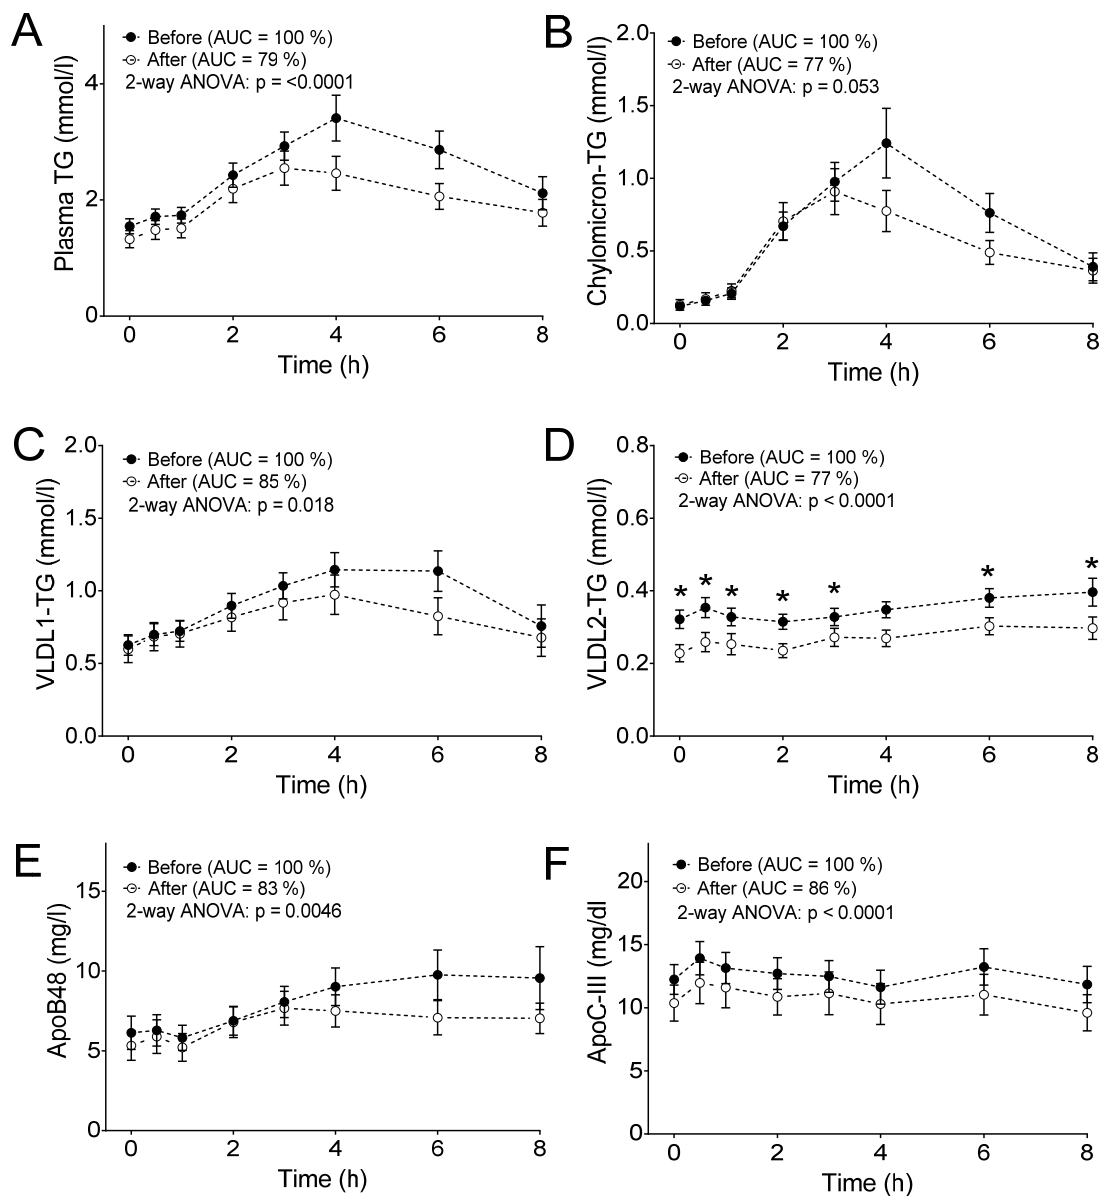 A
Before (AUC = 100 %)
After (AUC = 79 %)
2-way ANOVA: p = <0.0001
Plasma TG (mmol/l)
4
2
0
0 2 4 6 8
Time (h)
B
Before (AUC = 100 %)
After (AUC = 77 %)
2-way ANOVA: p = 0.053
Chylomicron-TG (mmol/l)
2.0
1.5
1.0
0.5
0.0
0 2 4 6 8
Time (h)
C
Before (AUC = 100 %)
After (AUC = 85 %)
2-way ANOVA: p = 0.018
VLDL1-TG (mmol/l)
2.0
1.5
1.0
0.5
0.0
0 2 4 6 8
Time (h)
D
Before (AUC = 100 %)
After (AUC = 77 %)
2-way ANOVA: p < 0.0001
VLDL2-TG (mmol/l)
0.8
0.6
0.4
0.2
0.0
* * * * * * *
0 2 4 6 8
Time (h)
E
Before (AUC = 100 %)
After (AUC = 83 %)
2-way ANOVA: p = 0.0046
ApoB48 (mg/l)
15
10
5
0
0 2 4 6 8
Time (h)
F
Before (AUC = 100 %)
After (AUC = 86 %)
2-way ANOVA: p < 0.0001
ApoC-III (mg/dl
20
15
10
5
0
0 2 4 6 8
Time (h)